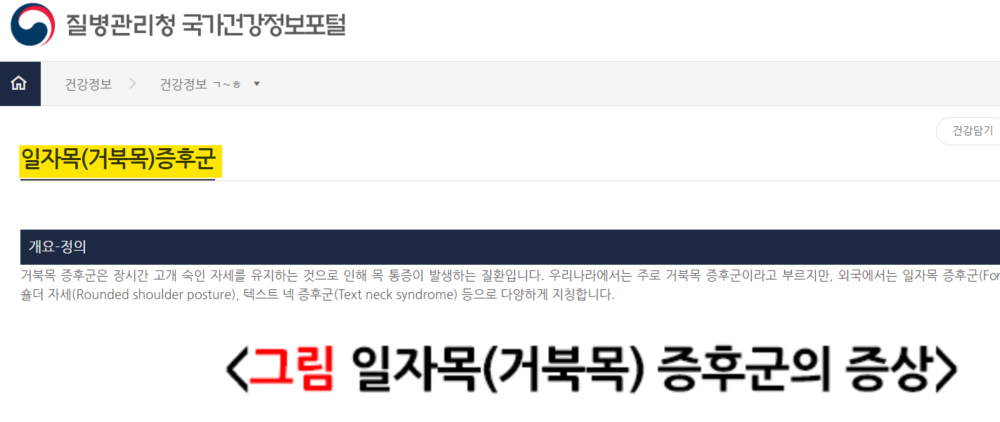 질병관리청 국가건강정보포털
건강정보 > 건강정보 ㄱ~ㅎ ▼
건강담기
일자목(거북목)증후군
개요-정의
거북목 증후군은 장시간 고개 숙인 자세를 유지하는 것으로 인해 목 통증이 발생하는 질환입니다. 우리나라에서는 주로 거북목 증후군이라고 부르지만, 외국에서는 일자목 증후군(For
숄더 자세(Rounded shoulder posture), 텍스트 넥 증후군(Text neck syndrome) 등으로 다양하게 지칭합니다.
<그림 일자목(거북목) 증후군의 증상>